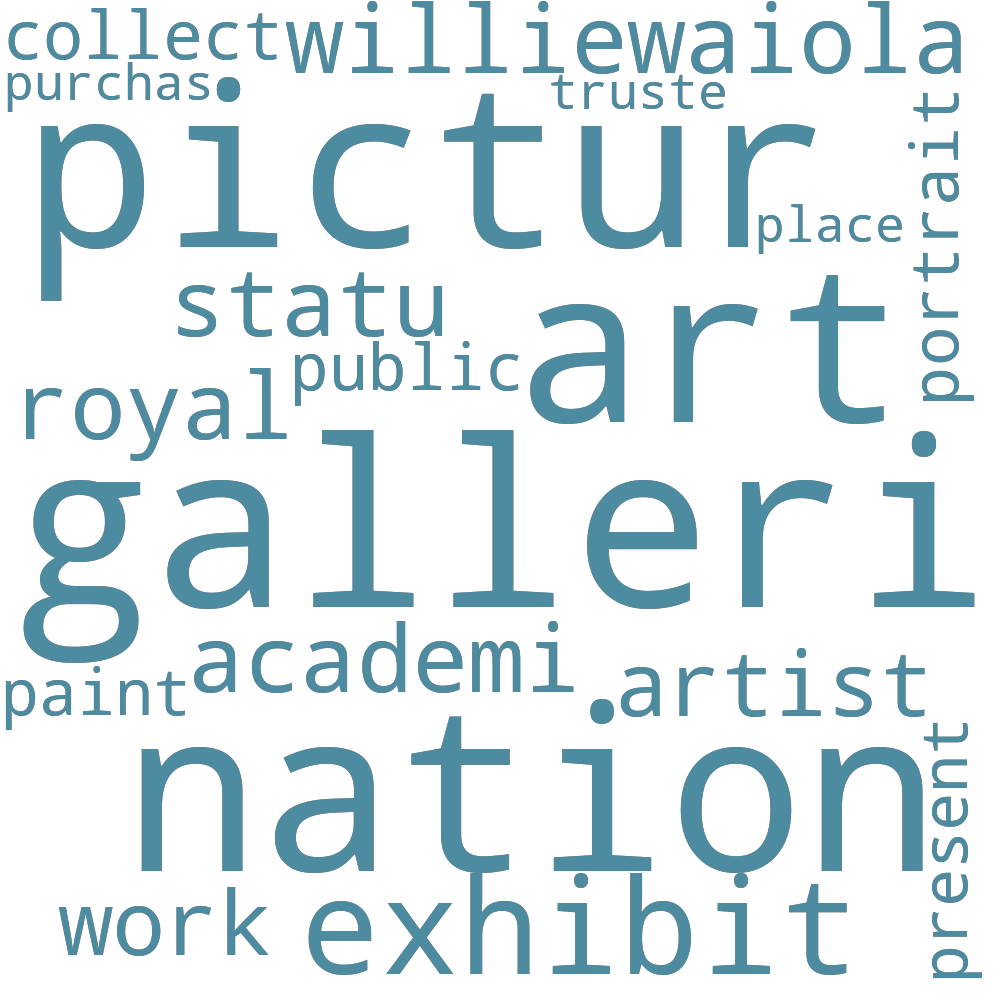 collect williewaiola
purchas truste
pictur
portrait
place
statu art
public
royal
galleri
academi
paint artist
nation
present
work exhibit